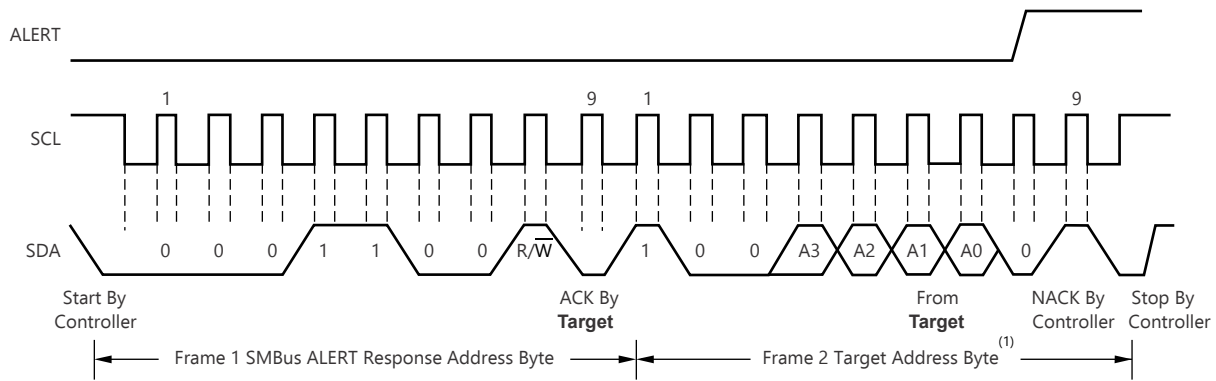 ALERT
1 9 1 9
SCL
SDA
0 0 0 1 1 0 0 R/W̅ 1 0 0 A3 A2 A1 A0 0
Start By
Controller
ACK By
Target
From
Target
NACK By
Controller
Stop By
Controller
Frame 1 SMBus ALERT Response Address Byte
Frame 2 Target Address Byte(1)